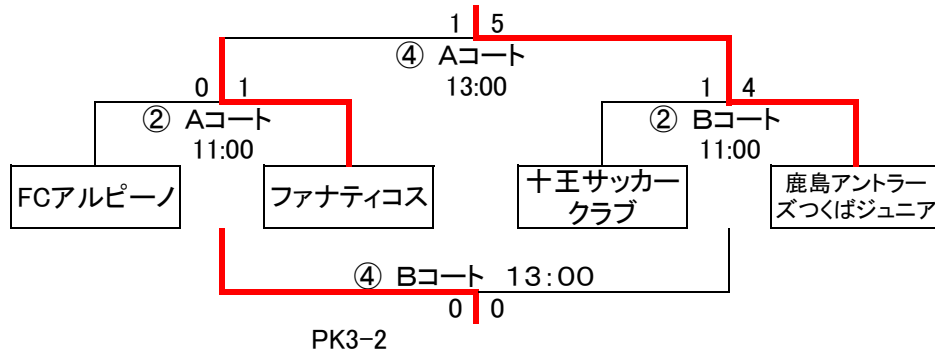 1 5
④ Aコート
13:00
0 1
② Aコート
11:00
1 4
② Bコート
11:00
FCアルピーノ
ファナティコス
十王サッカー
クラブ
鹿島アントラー
ズつくばジュニア
④ Bコート 13:00
0 0
PK3-2